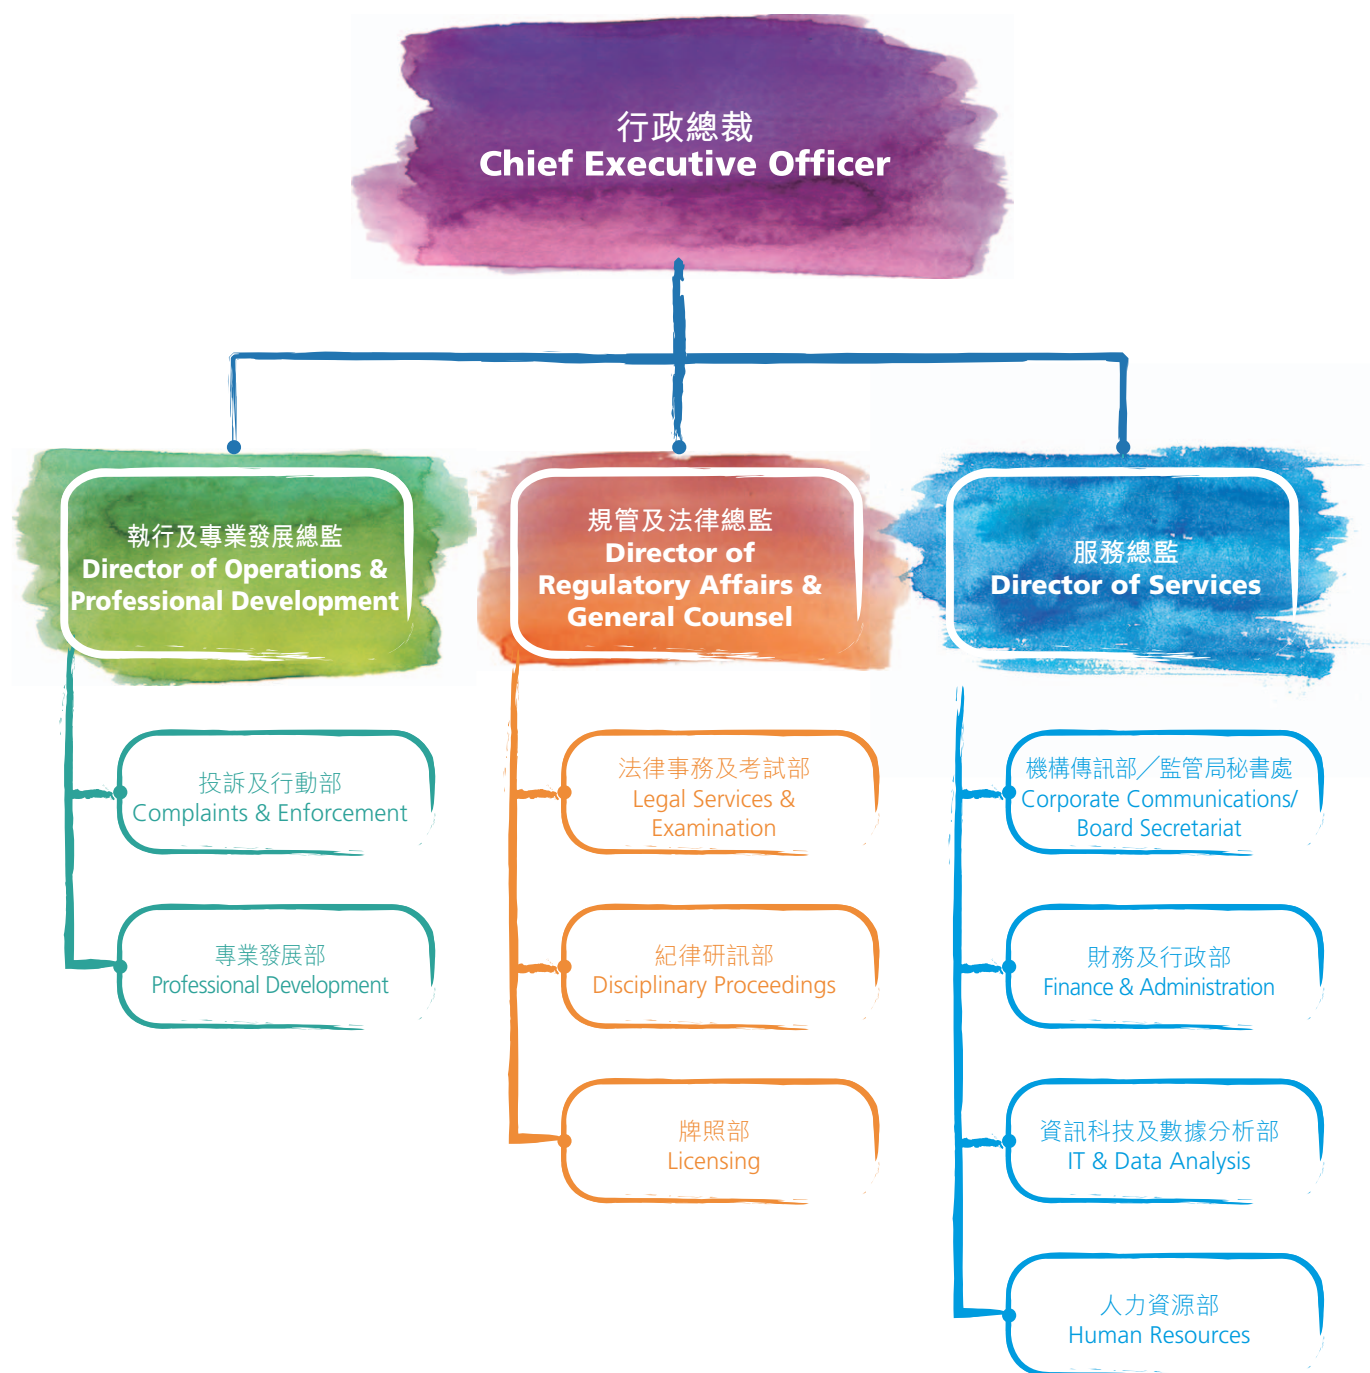 行政總裁
Chief Executive Officer
執行及專業發展總監
Director of Operations &
Professional Development
投訴及行動部
Complaints & Enforcement
專業發展部
Professional Development
規管及法律總監
Director of
Regulatory Affairs &
General Counsel
法律事務及考試部
Legal Services &
Examination
紀律研訊部
Disciplinary Proceedings
牌照部
Licensing
服務總監
Director of Services
機構傳訊部／監管局秘書處
Corporate Communications/
Board Secretariat
財務及行政部
Finance & Administration
資訊科技及數據分析部
IT & Data Analysis
人力資源部
Human Resources